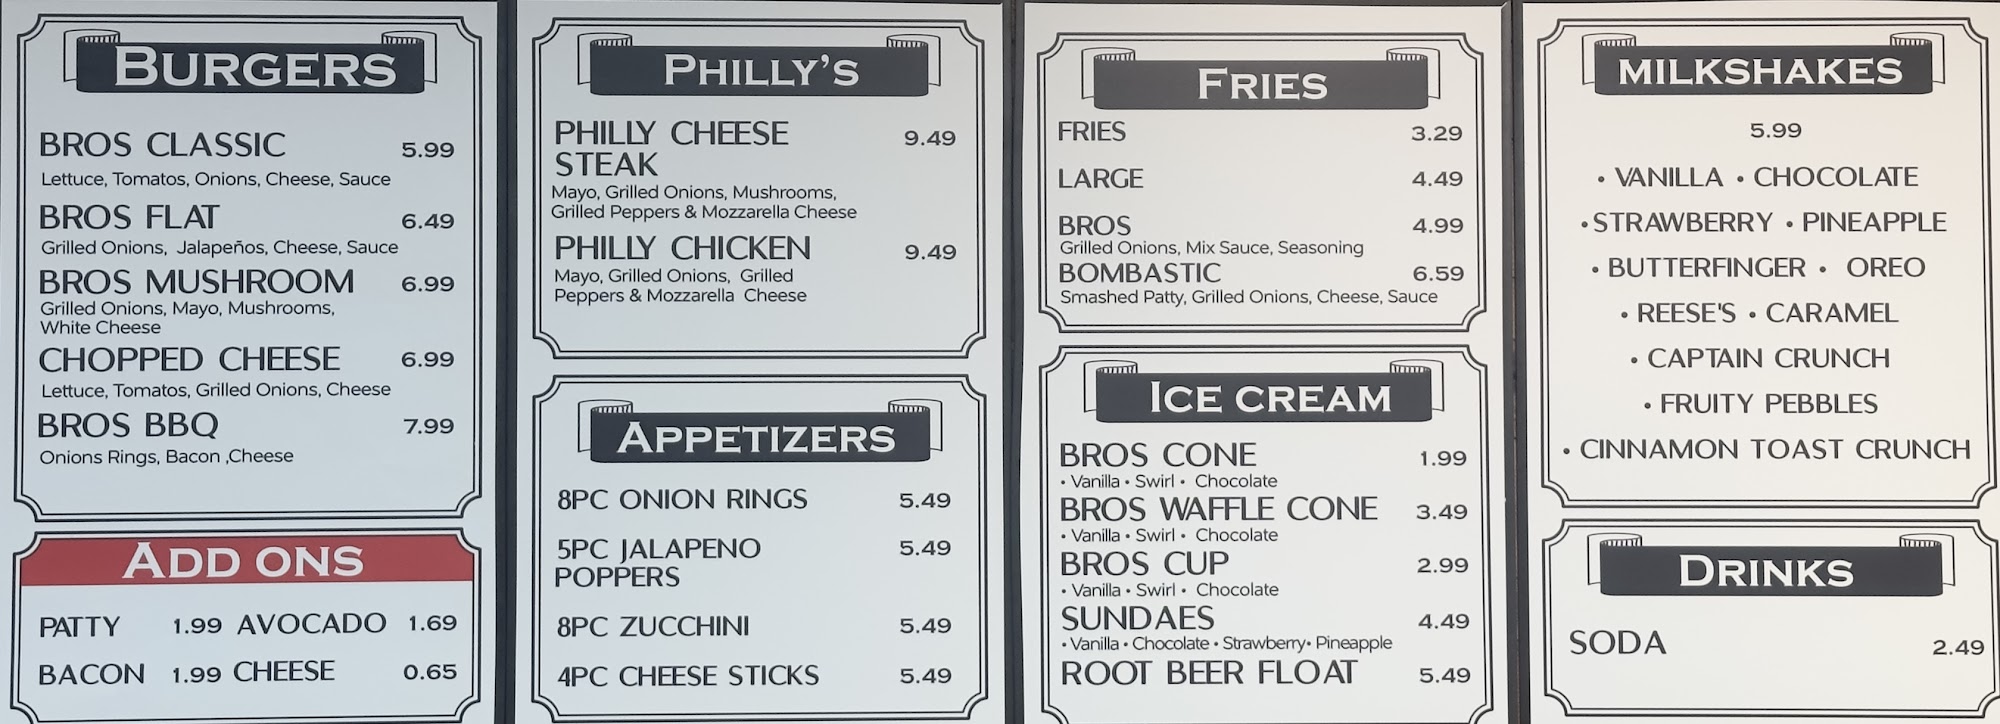 BURGERS
BROS CLASSIC 5.99
Lettuce, Tomatos, Onions, Cheese, Sauce
BROS FLAT 6.49
Grilled Onions, Jalapeños, Cheese, Sauce
BROS MUSHROOM 6.99
Grilled Onions, Mayo, Mushrooms,
White Cheese
CHOPPED CHEESE 6.99
Lettuce, Tomatos, Grilled Onions, Cheese
BROS BBQ 7.99
Onions Rings, Bacon ,Cheese
ADD ONS
PATTY 1.99 AVOCADO 1.69
BACON 1.99 CHEESE 0.65
PHILLY'S
PHILLY CHEESE 9.49
STEAK
Mayo, Grilled Onions, Mushrooms,
Grilled Peppers & Mozzarella Cheese
PHILLY CHICKEN 9.49
Mayo, Grilled Onions, Grilled
Peppers & Mozzarella Cheese
APPETIZERS
8PC ONION RINGS 5.49
5PC JALAPENO 5.49
POPPERS
8PC ZUCCHINI 5.49
4PC CHEESE STICKS 5.49
FRIES
FRIES 3.29
LARGE 4.49
BROS 4.99
Grilled Onions, Mix Sauce, Seasoning
BOMBASTIC 6.59
Smashed Patty, Grilled Onions, Cheese, Sauce
ICE CREAM
BROS CONE 1.99
• Vanilla • Swirl • Chocolate
BROS WAFFLE CONE 3.49
• Vanilla • Swirl • Chocolate
BROS CUP 2.99
• Vanilla • Swirl • Chocolate
SUNDAES 4.49
• Vanilla • Chocolate • Strawberry• Pineapple
ROOT BEER FLOAT 5.49
MILKSHAKES
5.99
• VANILLA • CHOCOLATE
• STRAWBERRY • PINEAPPLE
• BUTTERFINGER • OREO
• REESE'S • CARAMEL
• CAPTAIN CRUNCH
• FRUITY PEBBLES
• CINNAMON TOAST CRUNCH
DRINKS
SODA 2.49